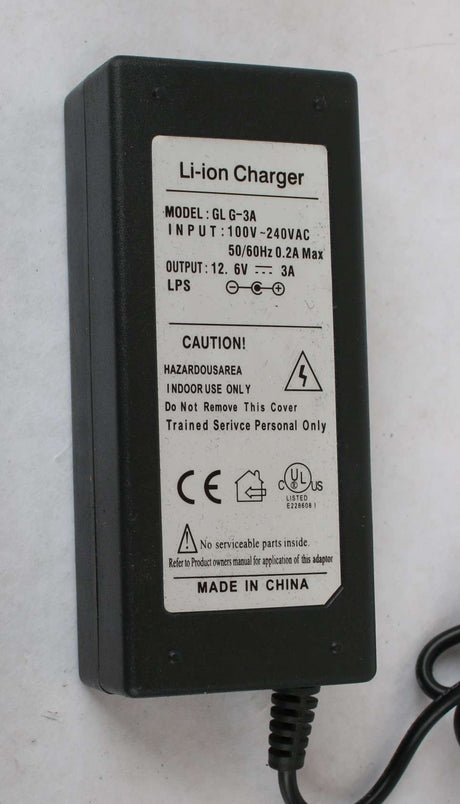 Li-ion Charger
MODEL: GL G-3A
INPUT: 100V~240VAC
50/60Hz 0.2A Max
OUTPUT: 12. 6V ⎓ 3A
LPS
CAUTION!
HAZARDOUSAREA
INDOOR USE ONLY
Do Not Remove This Cover
Trained Serivce Personal Only
CE
C UL US
LISTED
E228608 I
No serviceable parts inside.
Refer to Product owners manual for application of this adaptor
MADE IN CHINA